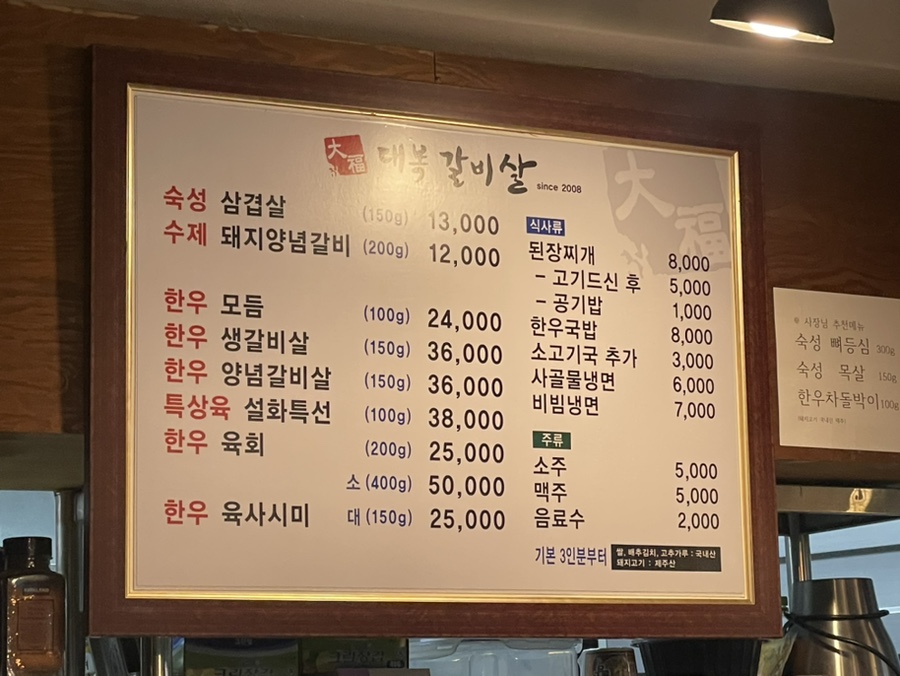 大
福
대복 갈비살
since 2008
숙성 삼겹살 (150g) 13,000
수제 돼지양념갈비 (200g) 12,000
한우 모듬 (100g) 24,000
한우 생갈비살 (150g) 36,000
한우 양념갈비살 (150g) 36,000
특상육 설화특선 (100g) 38,000
한우 육회 (200g) 25,000
소 (400g) 50,000
한우 육사시미 대 (150g) 25,000
식사류
된장찌개 8,000
- 고기드신 후 5,000
- 공기밥 1,000
한우국밥 8,000
소고기국 추가 3,000
사골물냉면 6,000
비빔냉면 7,000
주류
소주 5,000
맥주 5,000
음료수 2,000
기본 3인분부터
쌀, 배추김치, 고추가루 : 국내산
돼지고기 : 제주산
大
福
※ 사장님 추천메뉴
숙성 뼈등심 300g
숙성 목살 150g
한우차돌박이 100g